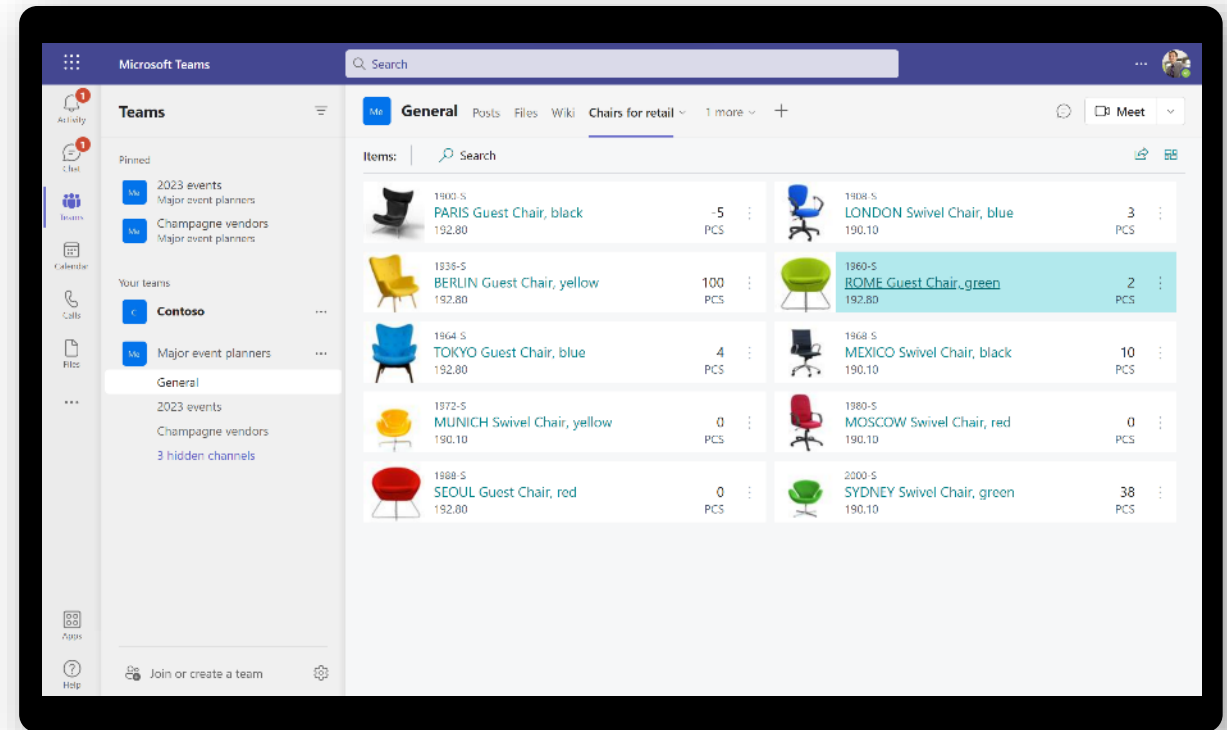 Microsoft Teams
Search
1
Activity
1
Chat
Teams
Calendar
Calls
Files
Apps
Help
Teams
Pinned
Me
2023 events
Major event planners
Me
Champagne vendors
Major event planners
Your teams
C
Contoso
Me
Major event planners
General
2023 events
Champagne vendors
3 hidden channels
Join or create a team
Me General Posts Files Wiki Chairs for retail 1 more Meet
Items: Search
1900-S
PARIS Guest Chair, black -5
192.80 PCS
1908-S
LONDON Swivel Chair, blue 3
190.10 PCS
1936-S
BERLIN Guest Chair, yellow 100
192.80 PCS
1960-S
ROME Guest Chair, green 2
192.80 PCS
1964-S
TOKYO Guest Chair, blue 4
192.80 PCS
1968-S
MEXICO Swivel Chair, black 10
190.10 PCS
1972-S
MUNICH Swivel Chair, yellow 0
190.10 PCS
1980-S
MOSCOW Swivel Chair, red 0
190.10 PCS
1988-S
SEOUL Guest Chair, red 0
192.80 PCS
2000-S
SYDNEY Swivel Chair, green 38
190.10 PCS